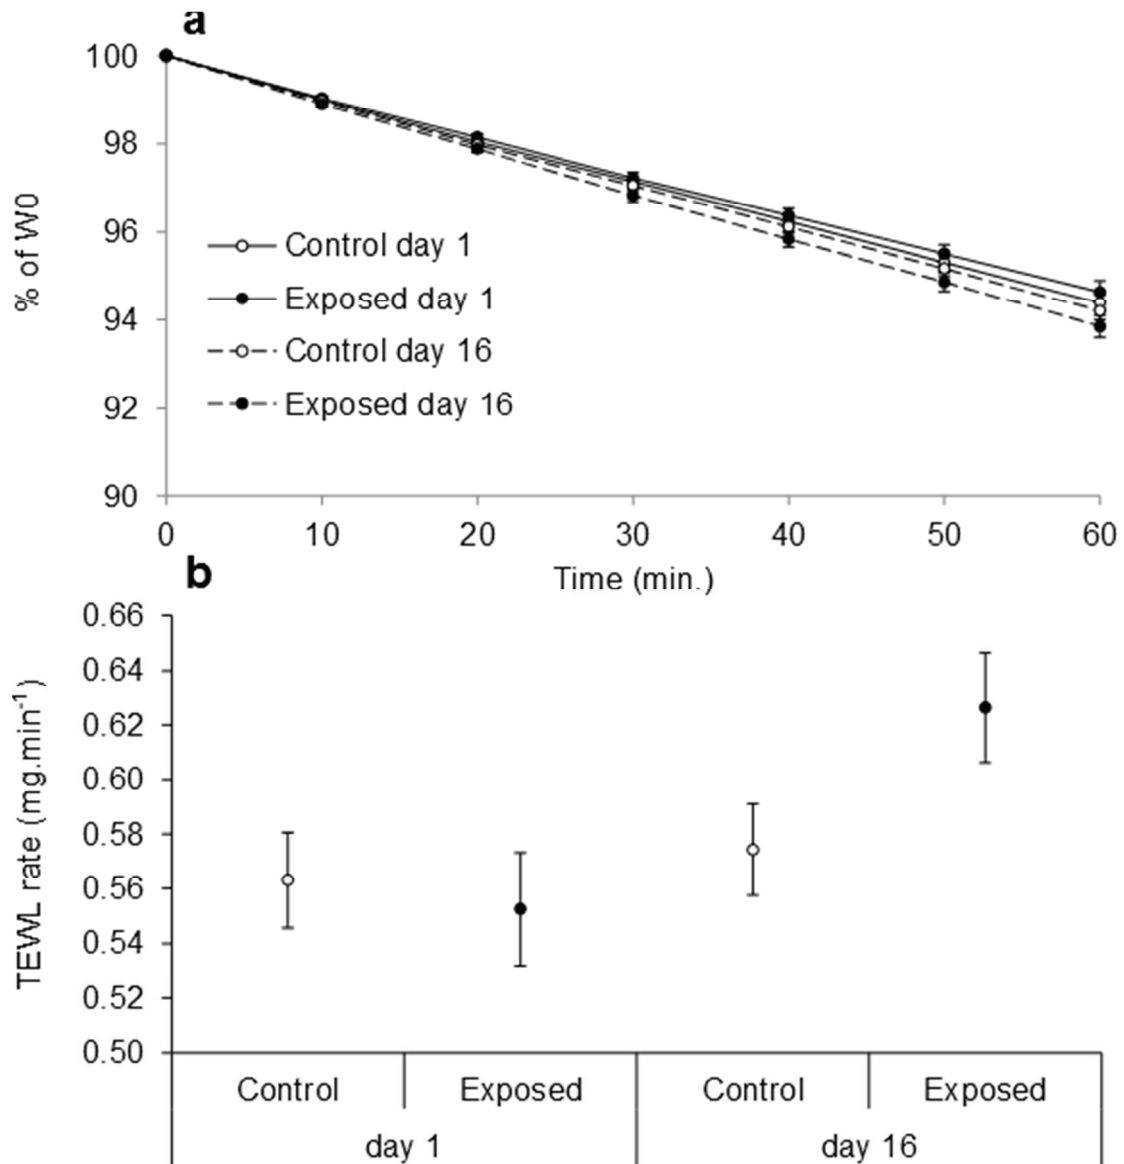 a
100
98
96
94
92
90
% of W0
Control day 1
Exposed day 1
Control day 16
Exposed day 16
0 10 20 30 40 50 60
Time (min.)
b
0.66
0.64
0.62
0.60
0.58
0.56
0.54
0.52
0.50
TEWL rate (mg.min⁻¹)
Control Exposed Control Exposed
day 1 day 16